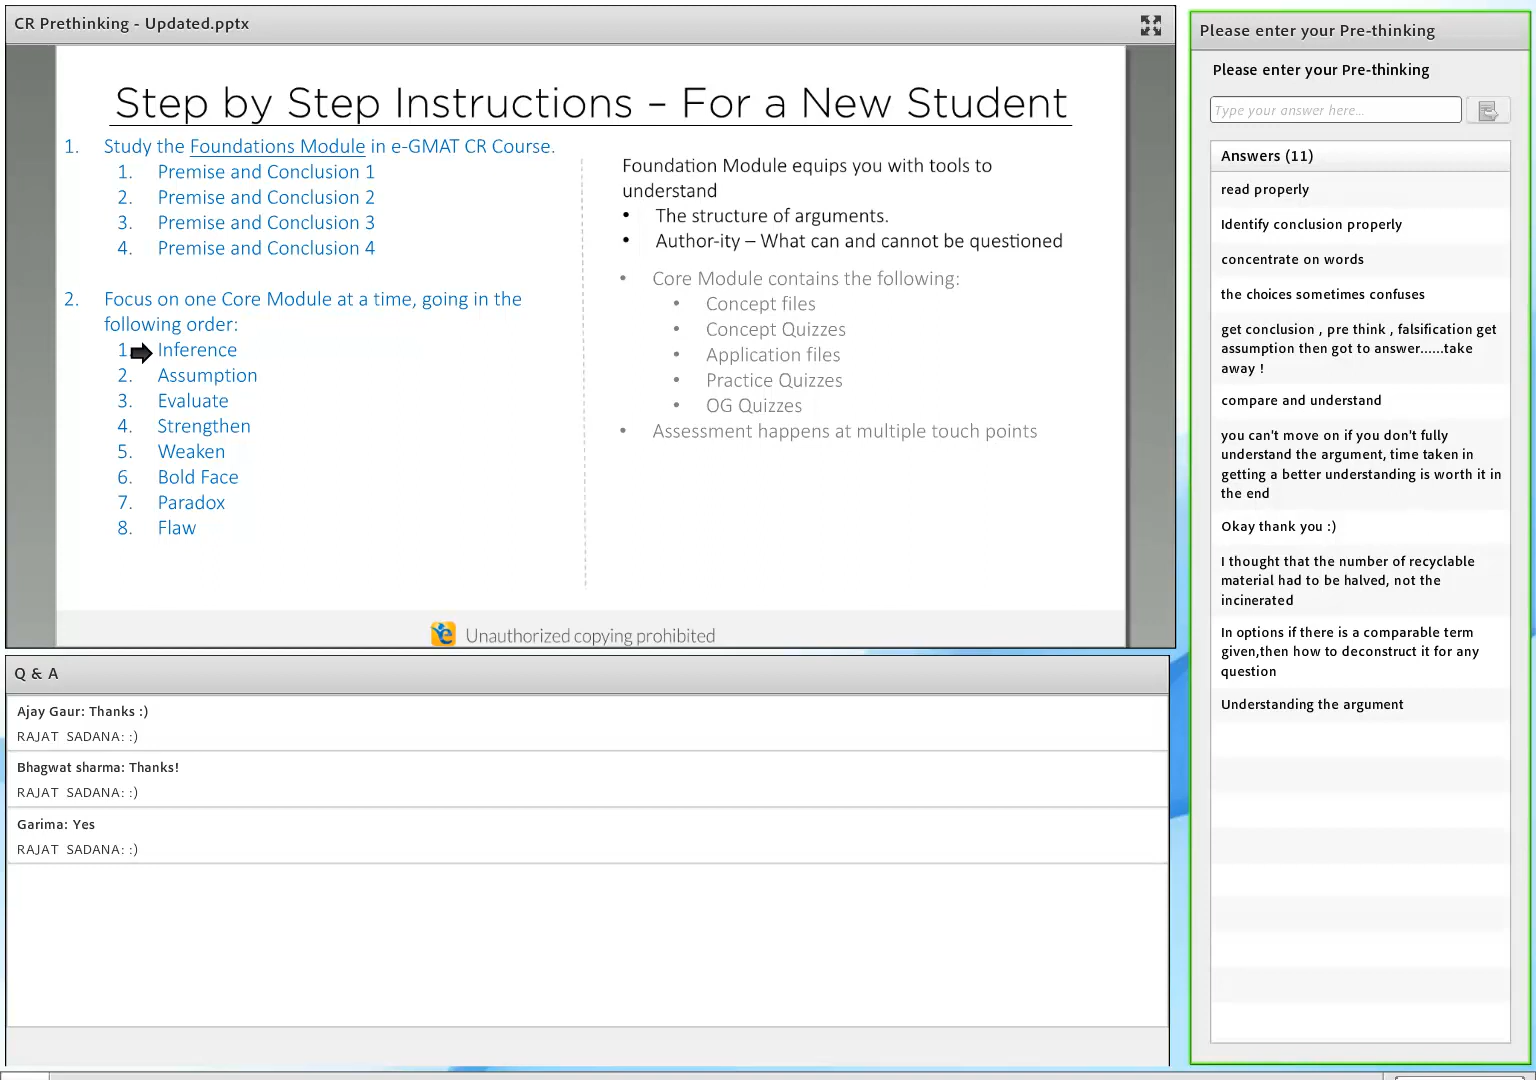 CR Prethinking - Updated.pptx
Step by Step Instructions – For a New Student
1. Study the Foundations Module in e-GMAT CR Course.
1. Premise and Conclusion 1
2. Premise and Conclusion 2
3. Premise and Conclusion 3
4. Premise and Conclusion 4
2. Focus on one Core Module at a time, going in the
following order:
1 Inference
2. Assumption
3. Evaluate
4. Strengthen
5. Weaken
6. Bold Face
7. Paradox
8. Flaw
Foundation Module equips you with tools to
understand
• The structure of arguments.
• Author-ity – What can and cannot be questioned
• Core Module contains the following:
• Concept files
• Concept Quizzes
• Application files
• Practice Quizzes
• OG Quizzes
• Assessment happens at multiple touch points
Unauthorized copying prohibited
Q & A
Ajay Gaur: Thanks :)
RAJAT SADANA: :)
Bhagwat sharma: Thanks!
RAJAT SADANA: :)
Garima: Yes
RAJAT SADANA: :)
Please enter your Pre-thinking
Please enter your Pre-thinking
Type your answer here...
Answers (11)
read properly
Identify conclusion properly
concentrate on words
the choices sometimes confuses
get conclusion , pre think , falsification get
assumption then got to answer......take
away !
compare and understand
you can't move on if you don't fully
understand the argument, time taken in
getting a better understanding is worth it in
the end
Okay thank you :)
I thought that the number of recyclable
material had to be halved, not the
incinerated
In options if there is a comparable term
given,then how to deconstruct it for any
question
Understanding the argument